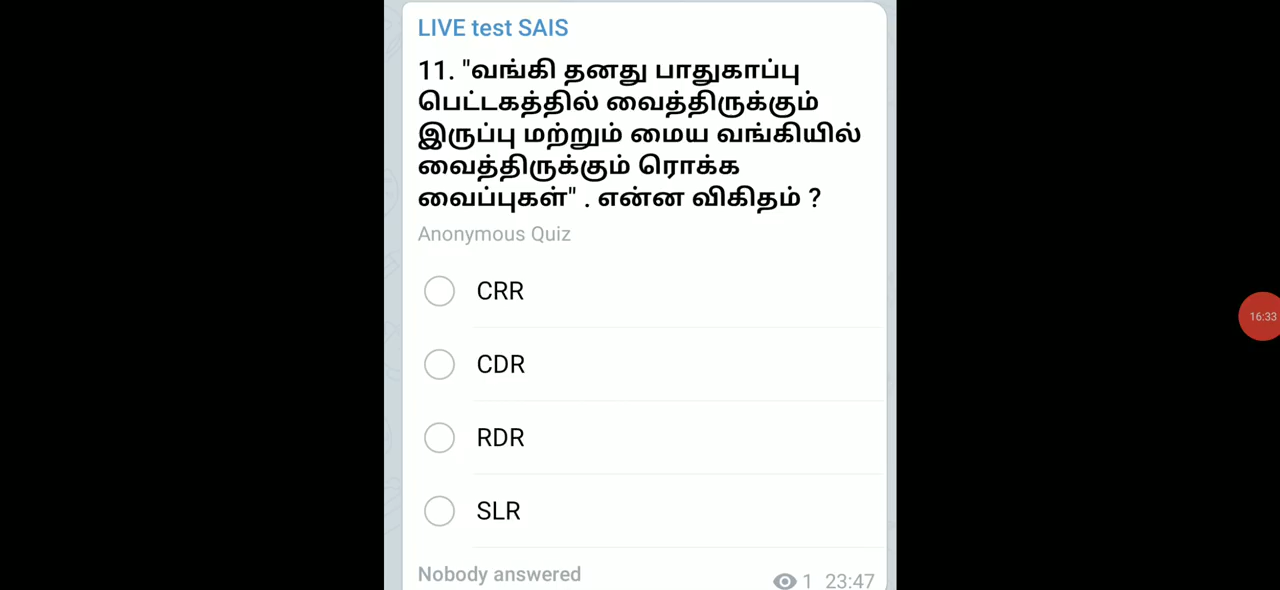 LIVE test SAIS
11. "வங்கி தனது பாதுகாப்பு
பெட்டகத்தில் வைத்திருக்கும்
இருப்பு மற்றும் மைய வங்கியில்
வைத்திருக்கும் ரொக்க
வைப்புகள்" . என்ன விகிதம் ?
Anonymous Quiz
CRR
CDR
RDR
SLR
Nobody answered
1 23:47
16:33